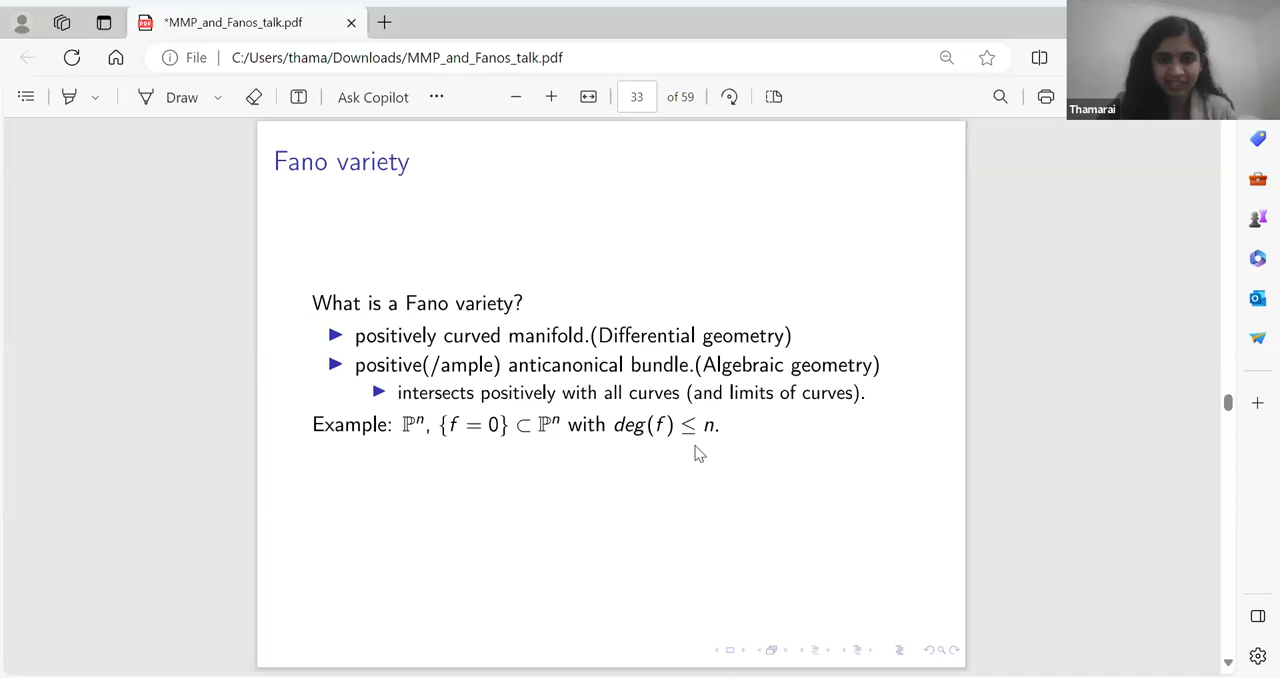 *MMP_and_Fanos_talk.pdf
File
C:/Users/thama/Downloads/MMP_and_Fanos_talk.pdf
Draw
Ask Copilot
33 of 59
Thamarai
Fano variety
What is a Fano variety?
positively curved manifold.(Differential geometry)
positive(/ample) anticanonical bundle.(Algebraic geometry)
intersects positively with all curves (and limits of curves).
Example: ℙⁿ, {f = 0} ⊂ ℙⁿ with deg(f) ≤ n.